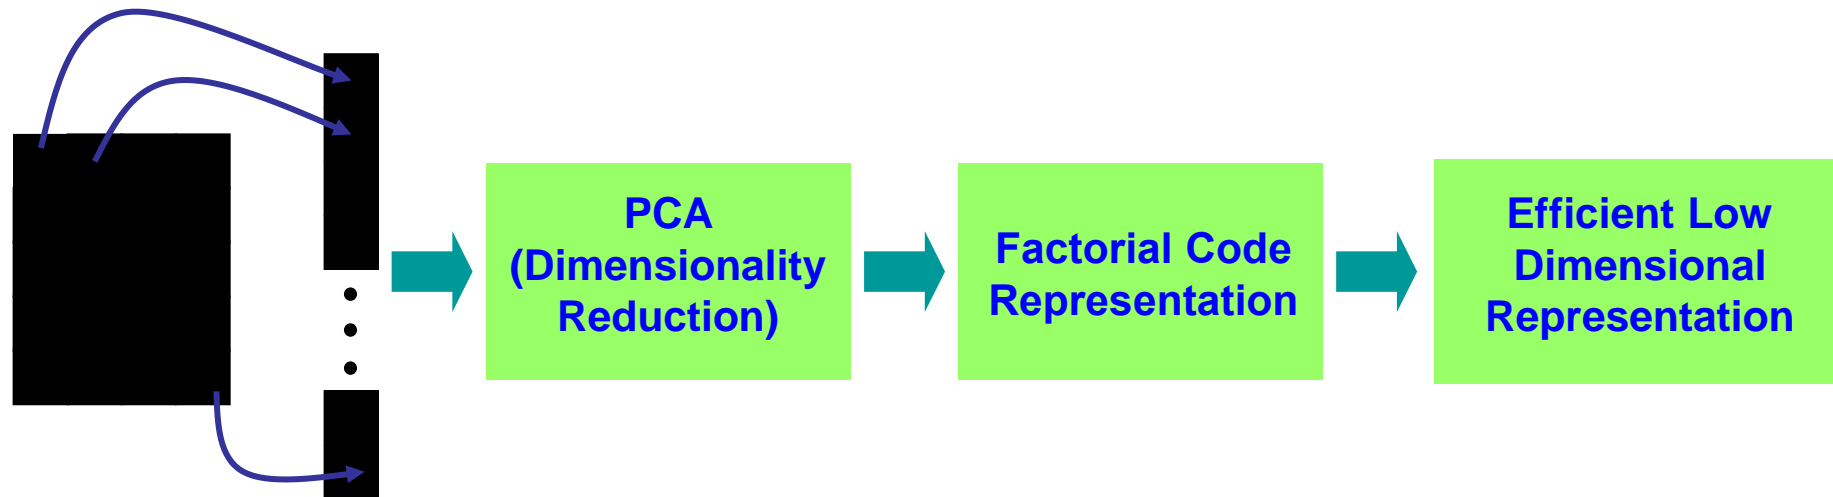 PCA
(Dimensionality
Reduction)
Factorial Code
Representation
Efficient Low
Dimensional
Representation